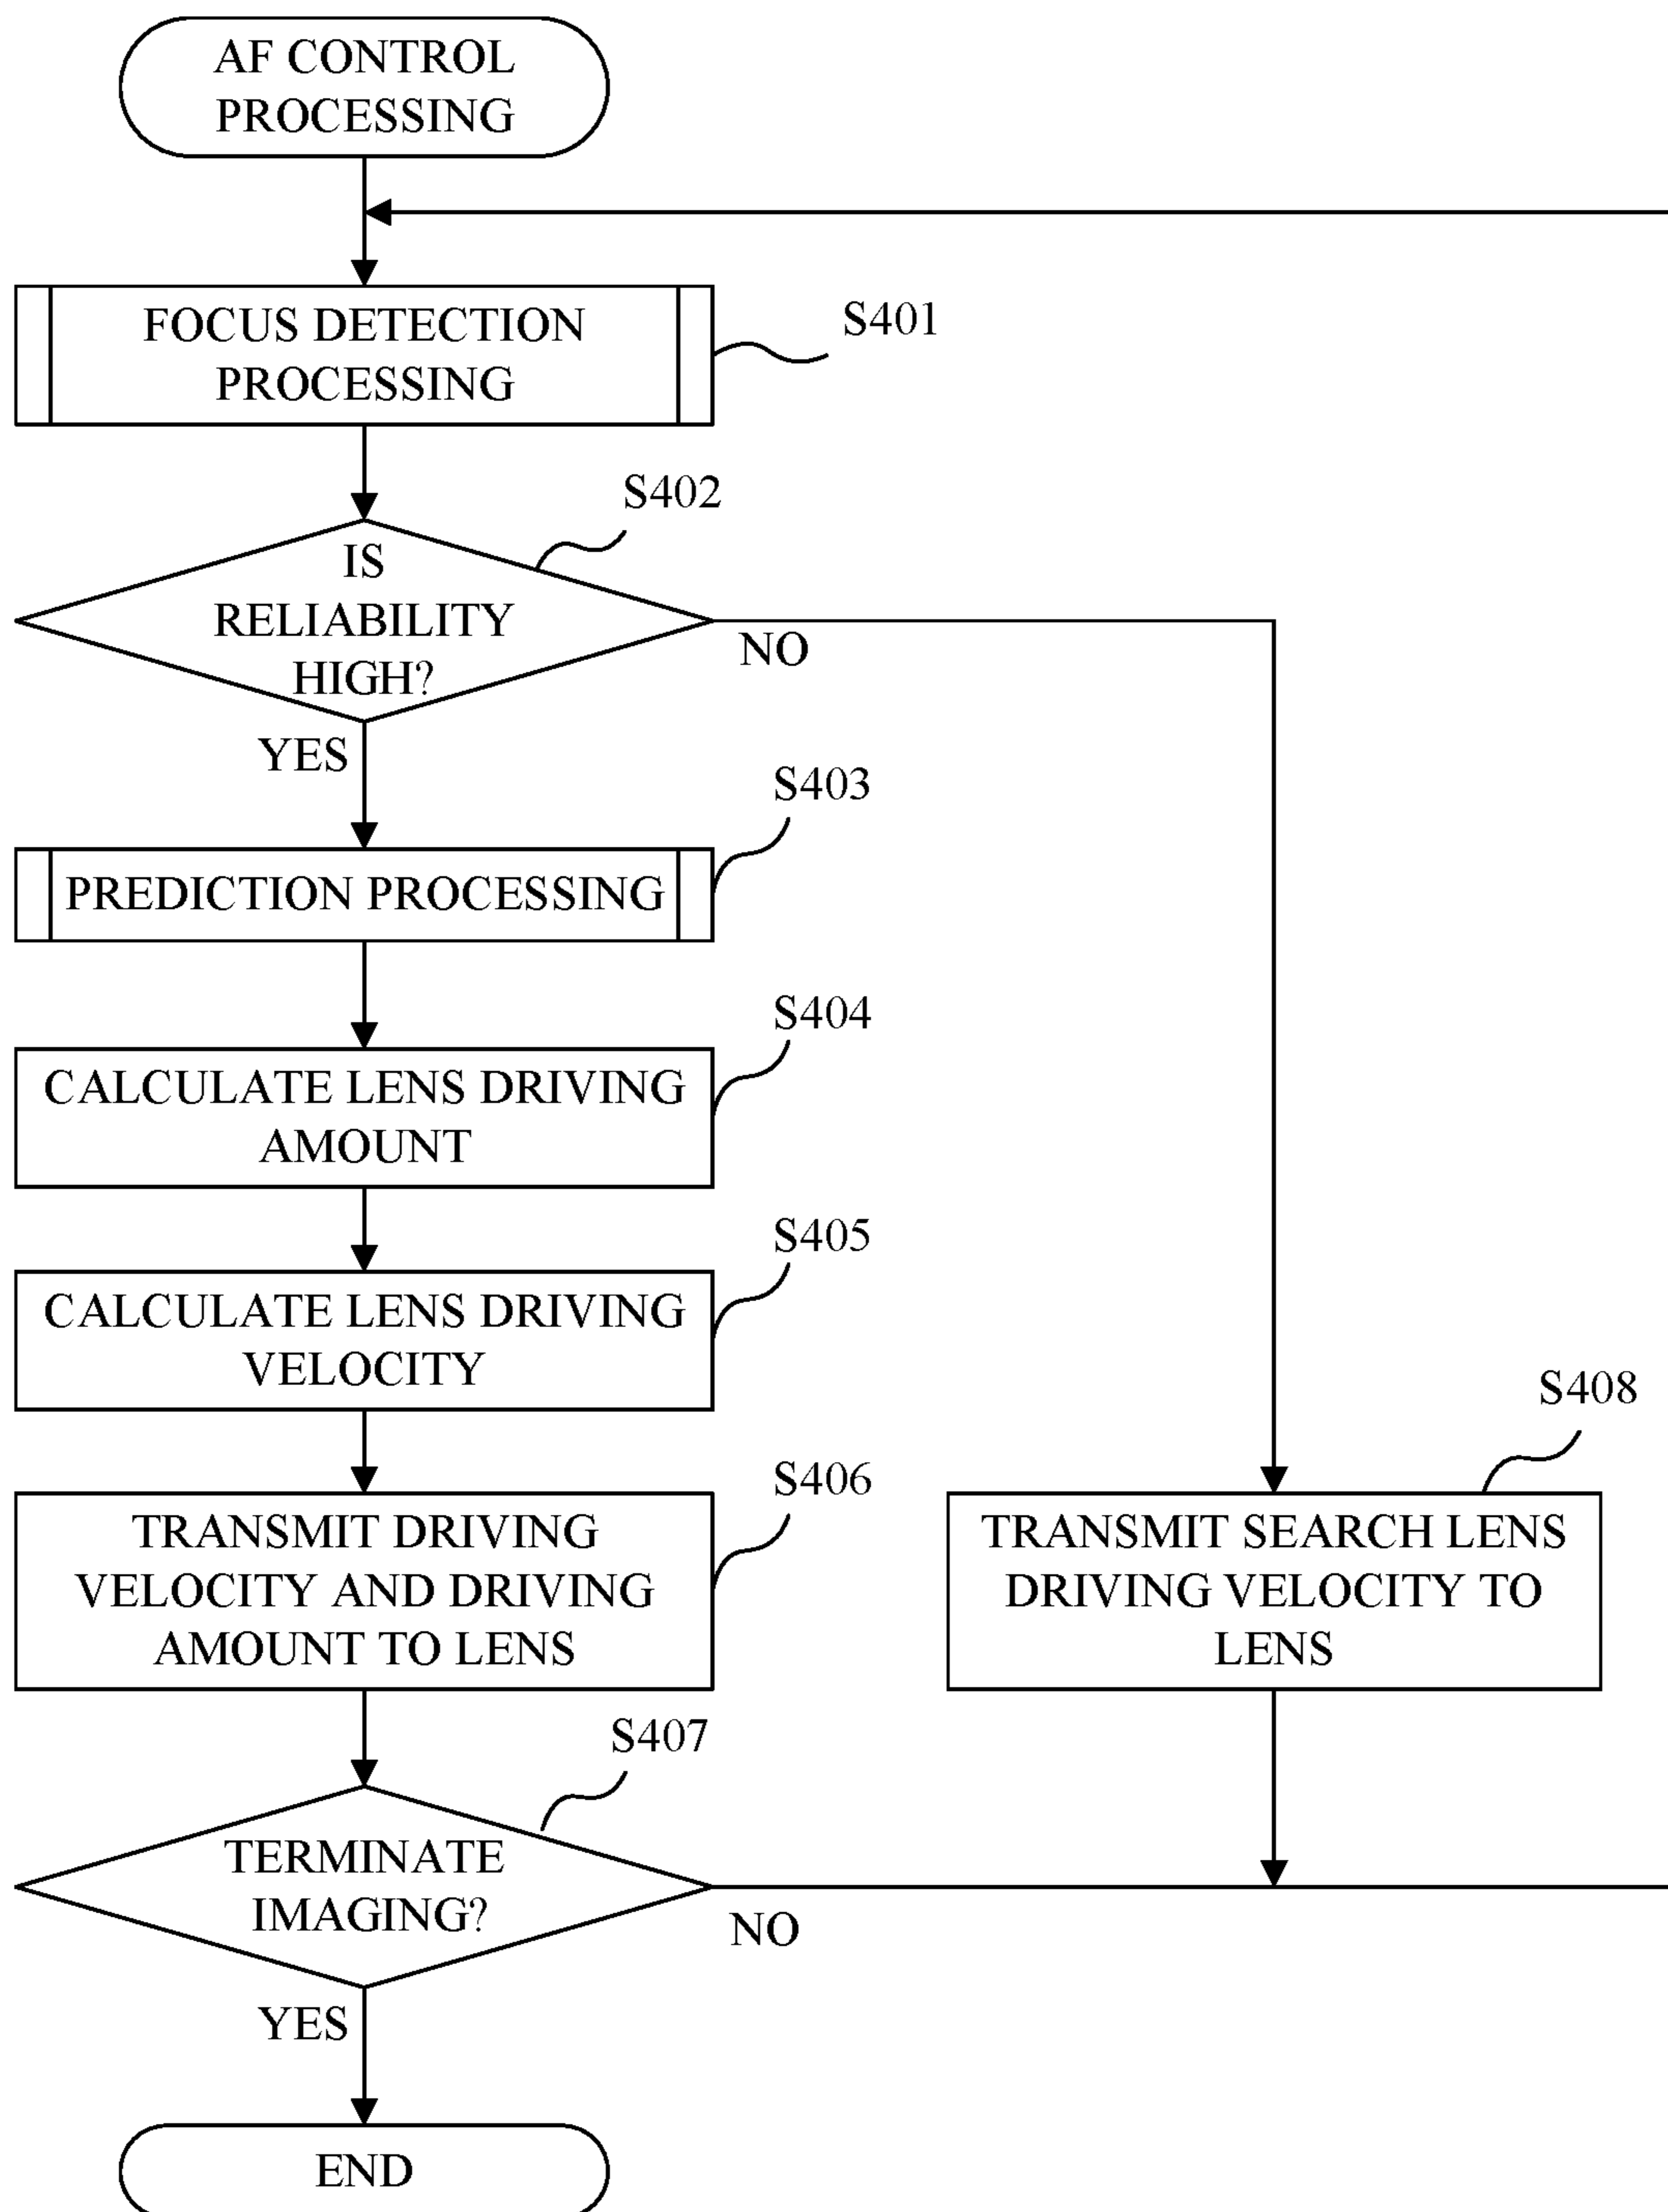 AF CONTROL
PROCESSING
FOCUS DETECTION
PROCESSING
S401
S402
IS
RELIABILITY
HIGH?
NO
YES
S403
PREDICTION PROCESSING
S404
CALCULATE LENS DRIVING
AMOUNT
S405
CALCULATE LENS DRIVING
VELOCITY
S406
TRANSMIT DRIVING
VELOCITY AND DRIVING
AMOUNT TO LENS
S408
TRANSMIT SEARCH LENS
DRIVING VELOCITY TO
LENS
S407
TERMINATE
IMAGING?
NO
YES
END